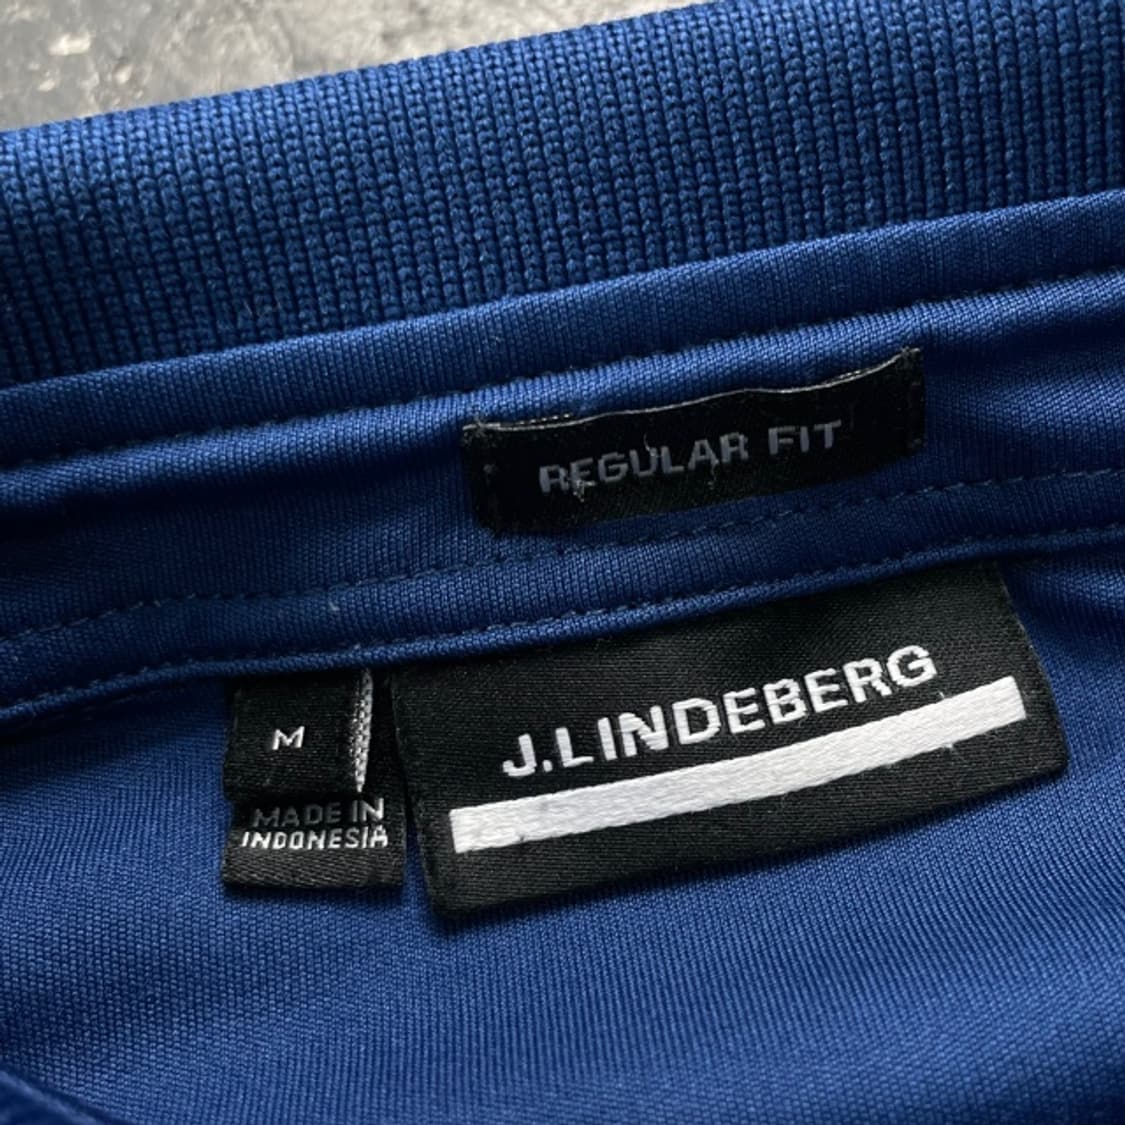 REGULAR FIT
J.LINDEBERG
M
MADE IN
INDONESIA